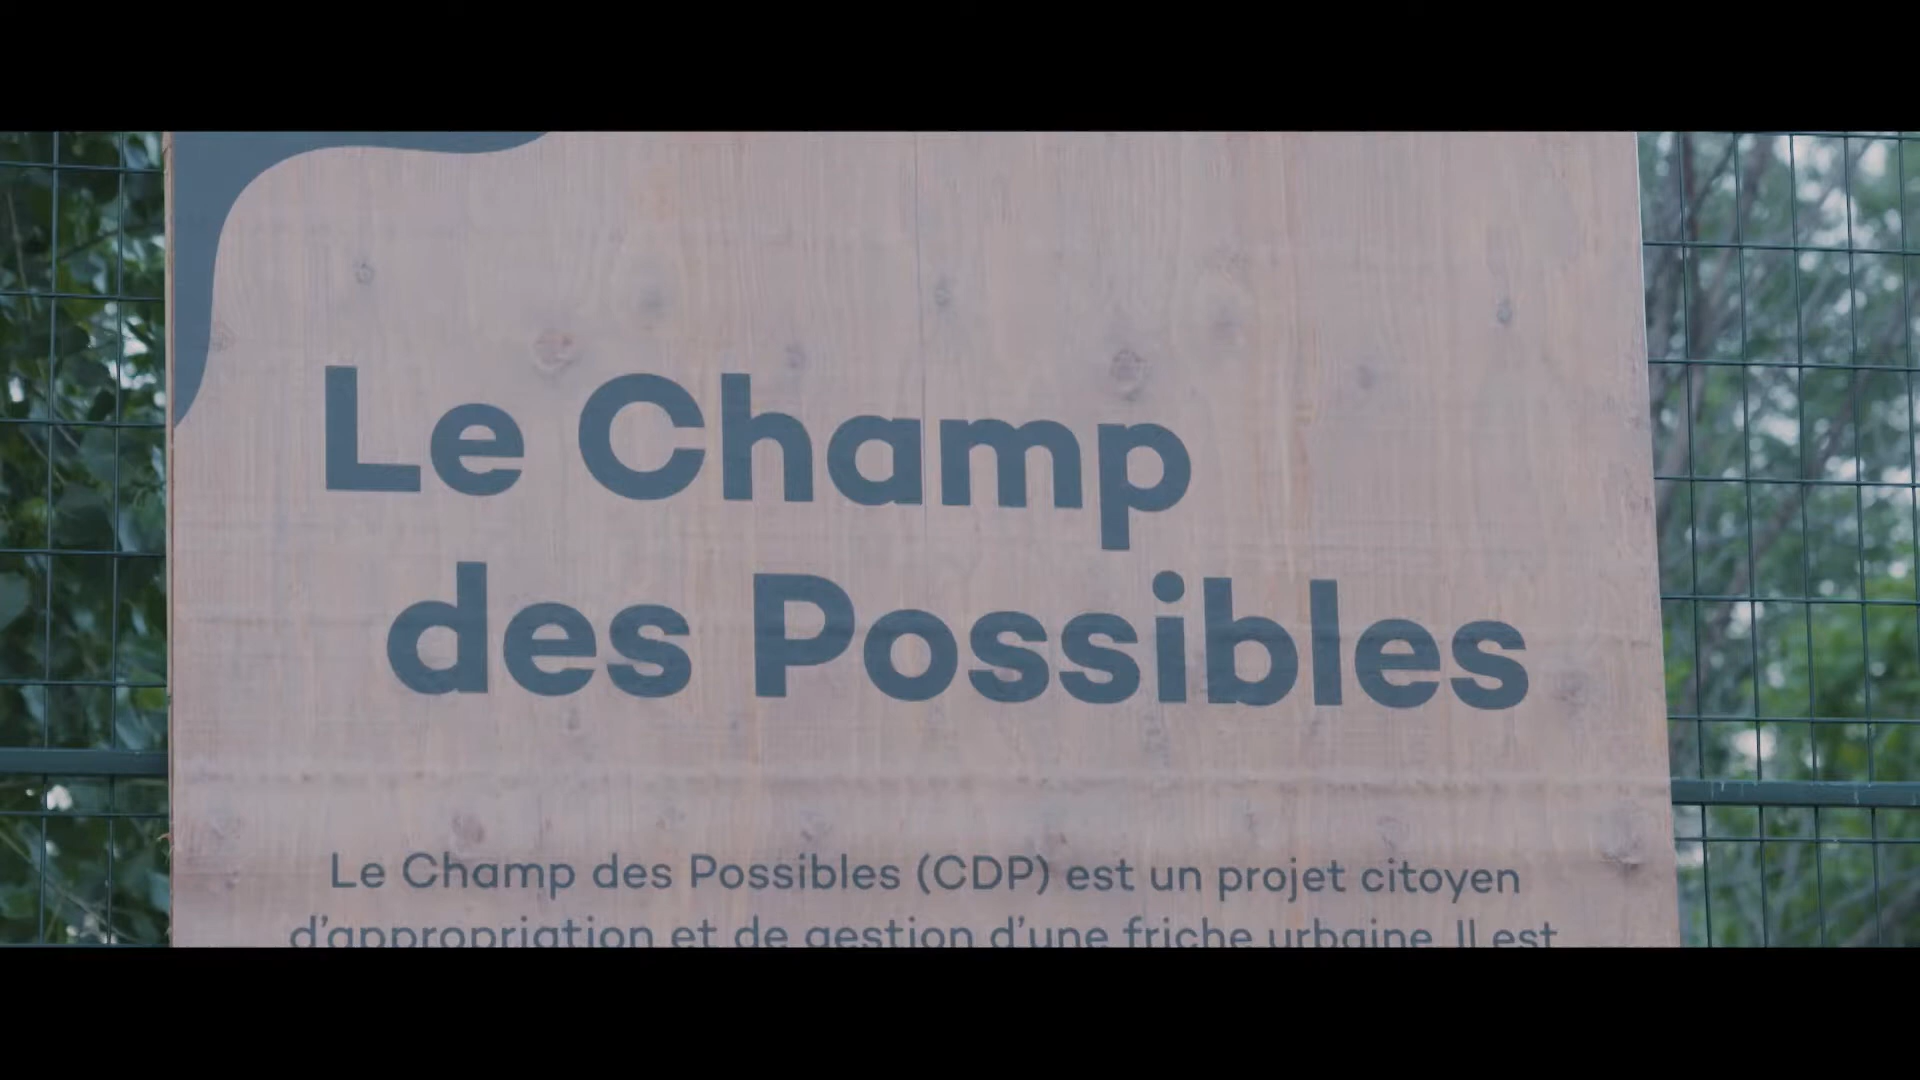 Le Champ
des Possibles
Le Champ des Possibles (CDP) est un projet citoyen
d'appropriation et de gestion d'une friche urbaine. Il est